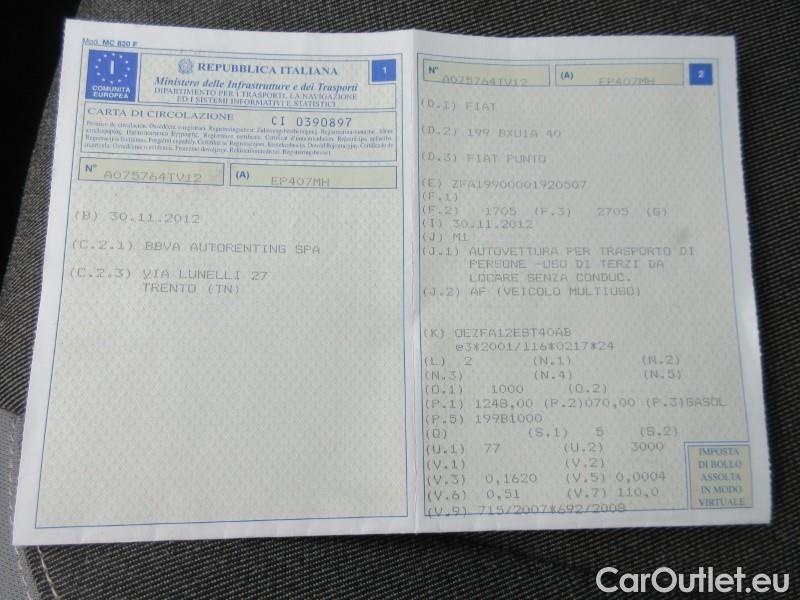 Mod. MC 820 F
I
COMUNITÀ
EUROPEA
REPUBBLICA ITALIANA
1
Ministero delle Infrastrutture e dei Trasporti
DIPARTIMENTO PER I TRASPORTI, LA NAVIGAZIONE
ED I SISTEMI INFORMATIVI E STATISTICI
CARTA DI CIRCOLAZIONE
CI 0390897
N° A075764TV12 (A) EP407MH
(B) 30.11.2012
(C.2.1) BBVA AUTORENTING SPA
(C.2.3) VIA LUNELLI 27
TRENTO (TN)
N° A075764TV12 (A) EP407MH 2
(D.1) FIAT
(D.2) 199 BXU1A 40
(D.3) FIAT PUNTO
(E) ZFA19900001920507
(F.1)
(F.2) 1705 (F.3) 2705 (G)
(I) 30.11.2012
(J) M1
(J.1) AUTOVETTURA PER TRASPORTO DI
PERSONE -USO DI TERZI DA
LOCARE SENZA CONDUC.
(J.2) AF (VEICOLO MULTIUSO)
(K) OEZFA12EST40AB
e3*2001/116*0217*24
(L) 2 (N.1) (N.2)
(N.3) (N.4) (N.5)
(O.1) 1000 (O.2)
(P.1) 1248,00 (P.2)070,00 (P.3)GASOL
(P.5) 199B1000
(Q) (S.1) 5 (S.2)
(U.1) 77 (U.2) 3000
(V.1) (V.2)
(V.3) 0,1620 (V.5) 0,0004
(V.6) 0,51 (V.7) 110,0
(V.9) 715/2007*692/2008
IMPOSTA
DI BOLLO
ASSOLTA
IN MODO
VIRTUALE
CarOutlet.eu